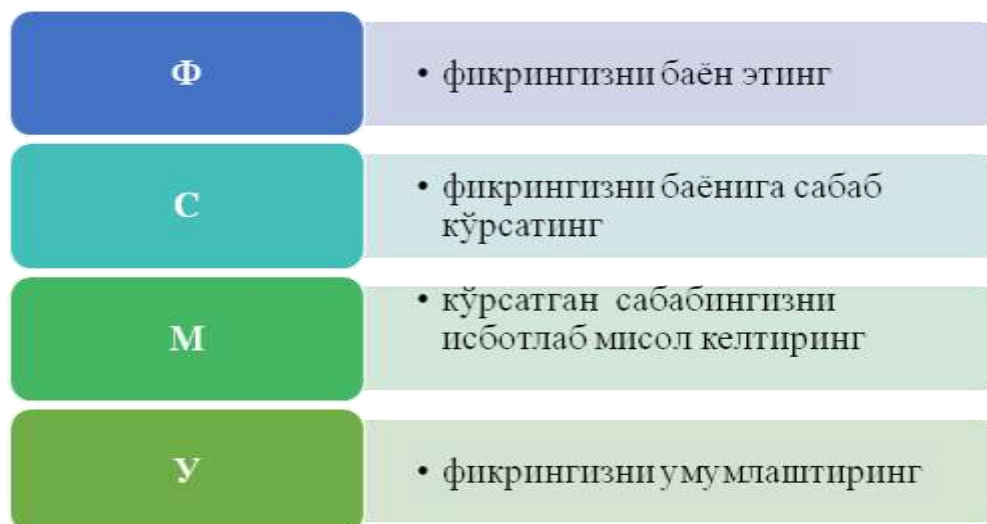 Ф
• фикрингизни баён этинг
С
• фикрингизни баёнига сабаб
кўрсатинг
М
• кўрсатган сабабингизни
исботлаб мисол келтиринг
У
• фикрингизни умумлаштиринг